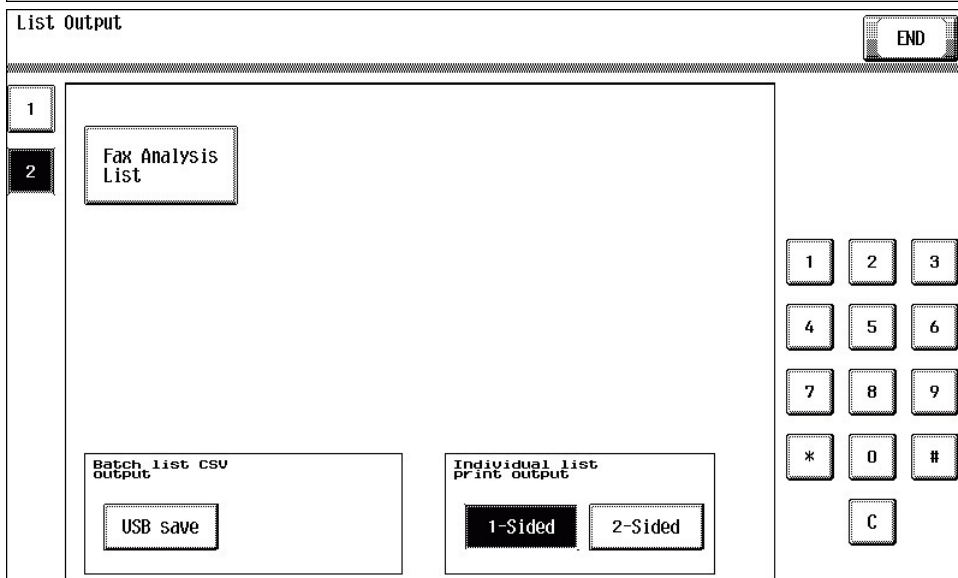 List Output
END
1
2
Fax Analysis
List
1 2 3
4 5 6
7 8 9
* 0 #
C
Batch list CSV
output
USB save
Individual list
print output
1-Sided 2-Sided